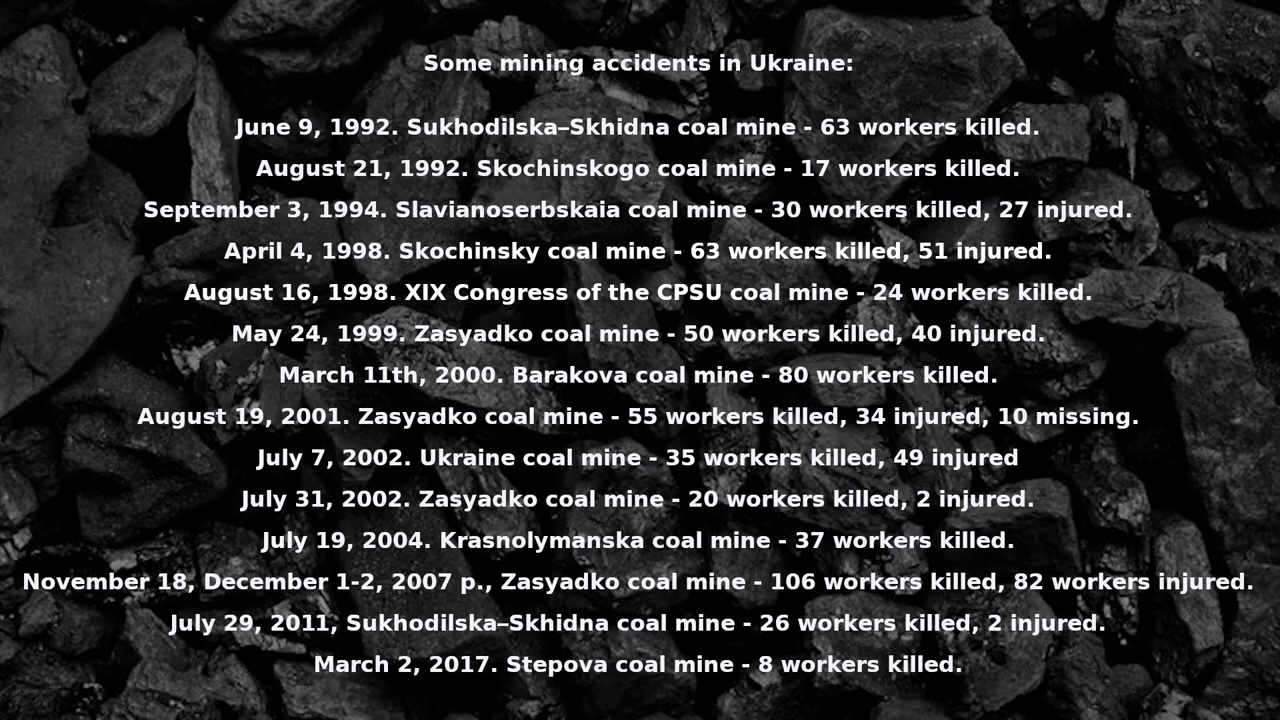 Some mining accidents in Ukraine:
June 9, 1992. Sukhodilska–Skhidna coal mine - 63 workers killed.
August 21, 1992. Skochinskogo coal mine - 17 workers killed.
September 3, 1994. Slavianoserbskaia coal mine - 30 workers killed, 27 injured.
April 4, 1998. Skochinsky coal mine - 63 workers killed, 51 injured.
August 16, 1998. XIX Congress of the CPSU coal mine - 24 workers killed.
May 24, 1999. Zasyadko coal mine - 50 workers killed, 40 injured.
March 11th, 2000. Barakova coal mine - 80 workers killed.
August 19, 2001. Zasyadko coal mine - 55 workers killed, 34 injured, 10 missing.
July 7, 2002. Ukraine coal mine - 35 workers killed, 49 injured
July 31, 2002. Zasyadko coal mine - 20 workers killed, 2 injured.
July 19, 2004. Krasnolymanska coal mine - 37 workers killed.
November 18, December 1-2, 2007 p., Zasyadko coal mine - 106 workers killed, 82 workers injured.
July 29, 2011, Sukhodilska–Skhidna coal mine - 26 workers killed, 2 injured.
March 2, 2017. Stepova coal mine - 8 workers killed.